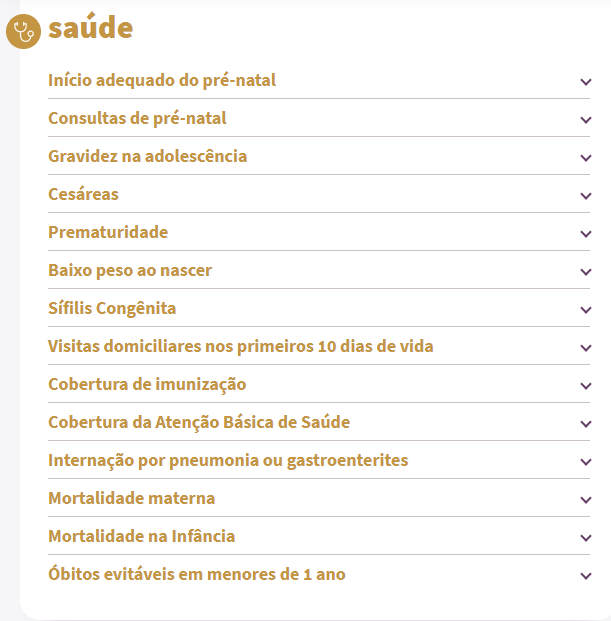 saúde
Início adequado do pré-natal
Consultas de pré-natal
Gravidez na adolescência
Cesáreas
Prematuridade
Baixo peso ao nascer
Sífilis Congênita
Visitas domiciliares nos primeiros 10 dias de vida
Cobertura de imunização
Cobertura da Atenção Básica de Saúde
Internação por pneumonia ou gastroenterites
Mortalidade materna
Mortalidade na Infância
Óbitos evitáveis em menores de 1 ano